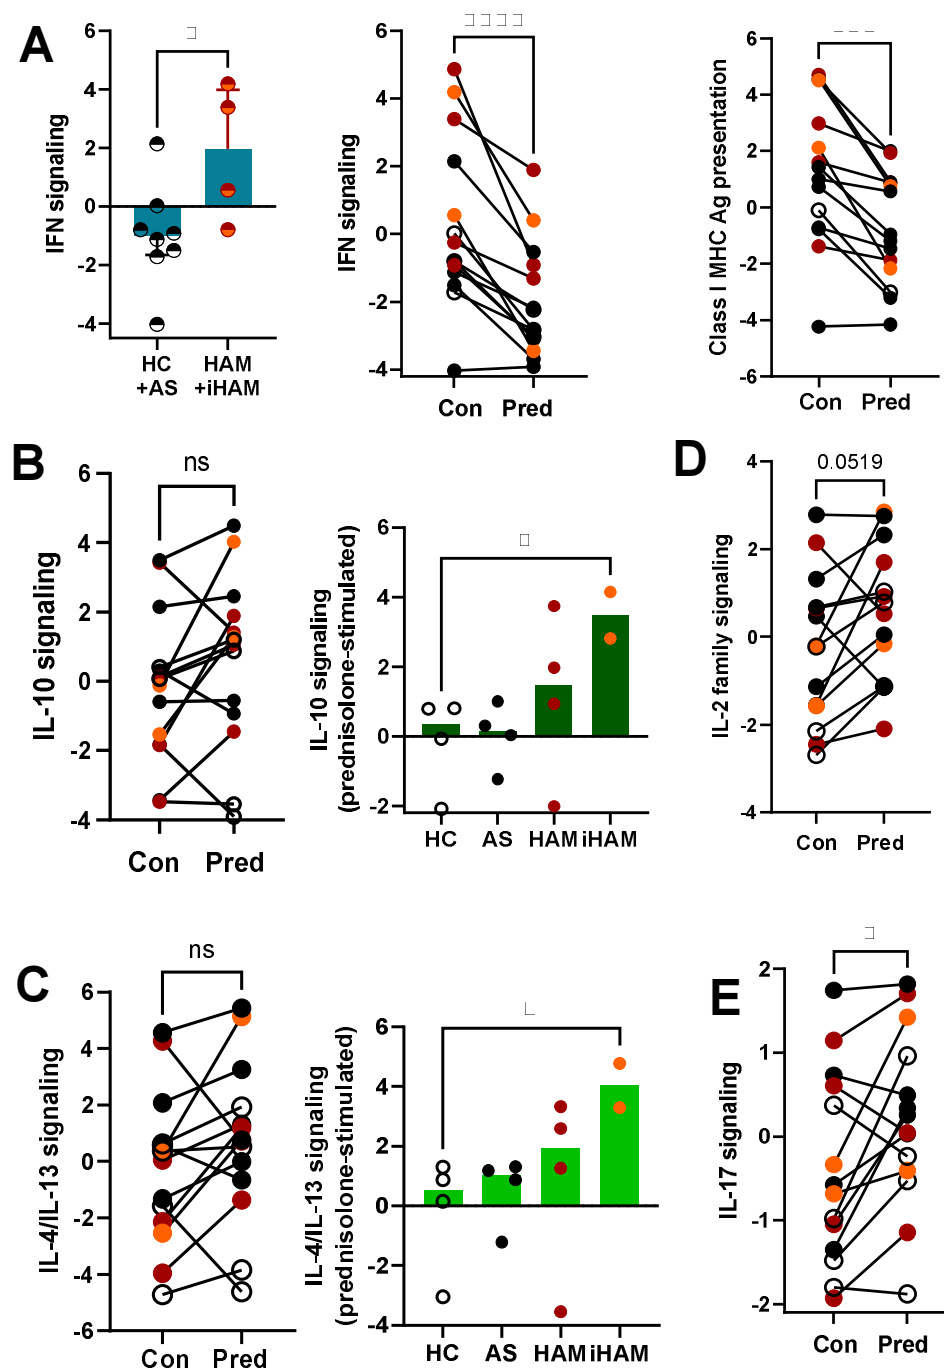 A
IFN signaling
6
4
2
0
-2
-4
HC
+AS
HAM
+iHAM
IFN signaling
6
4
2
0
-2
-4
Con
Pred
Class I MHC Ag presentation
6
4
2
0
-2
-4
-6
Con
Pred
B
ns
IL-10 signaling
6
4
2
0
-2
-4
Con
Pred
IL-10 signaling
(prednisolone-stimulated)
6
4
2
0
-2
HC
AS
HAM
iHAM
D
0.0519
IL-2 family signaling
4
2
0
-2
-4
Con
Pred
C
ns
IL-4/IL-13 signaling
6
4
2
0
-2
-4
-6
Con
Pred
IL-4/IL-13 signaling
(prednisolone-stimulated)
6
4
2
0
-2
-4
HC
AS
HAM
iHAM
E
IL-17 signaling
2
1
0
-1
-2
Con
Pred